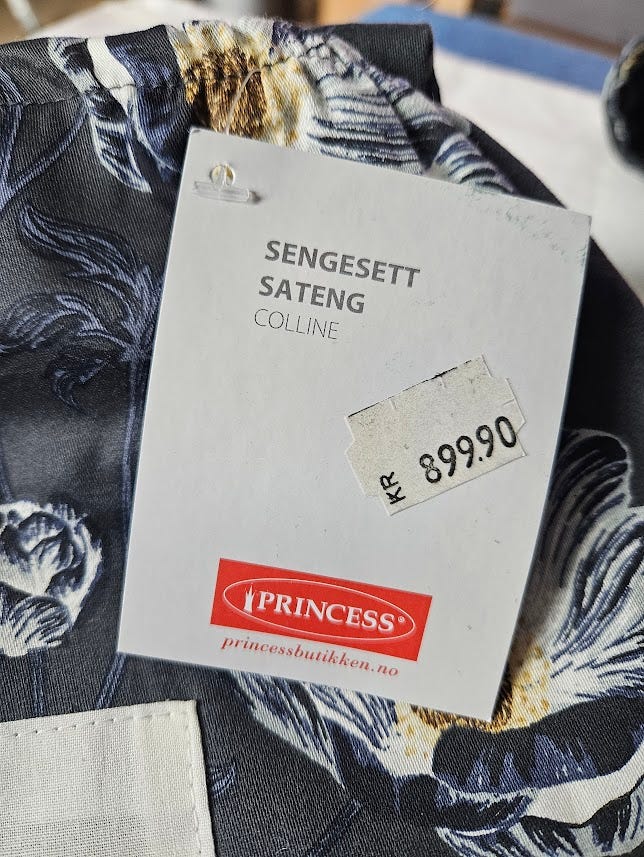 SENGESETT
SATENG
COLLINE
KR 899.90
PRINCESS®
princessbutikken.no